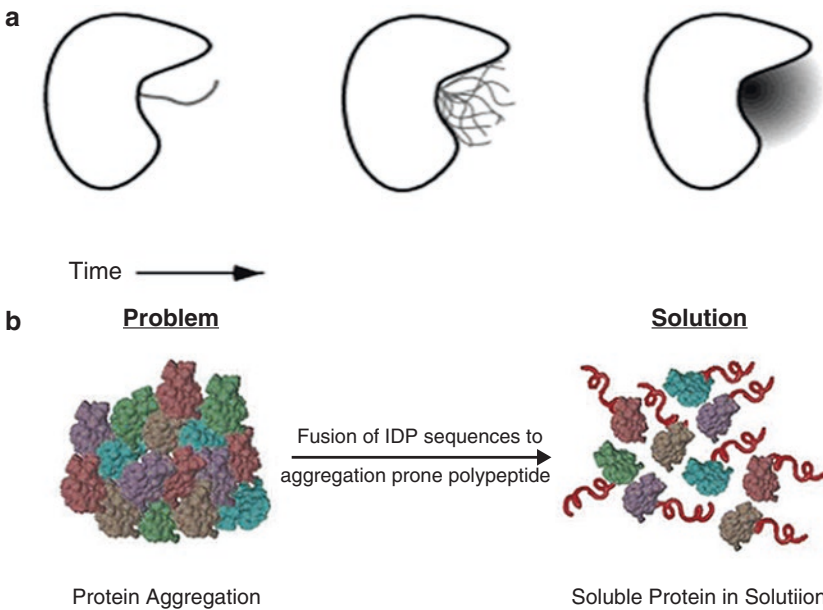 a
Time
b
Problem
Solution
Fusion of IDP sequences to
aggregation prone polypeptide
Protein Aggregation
Soluble Protein in Solutiion